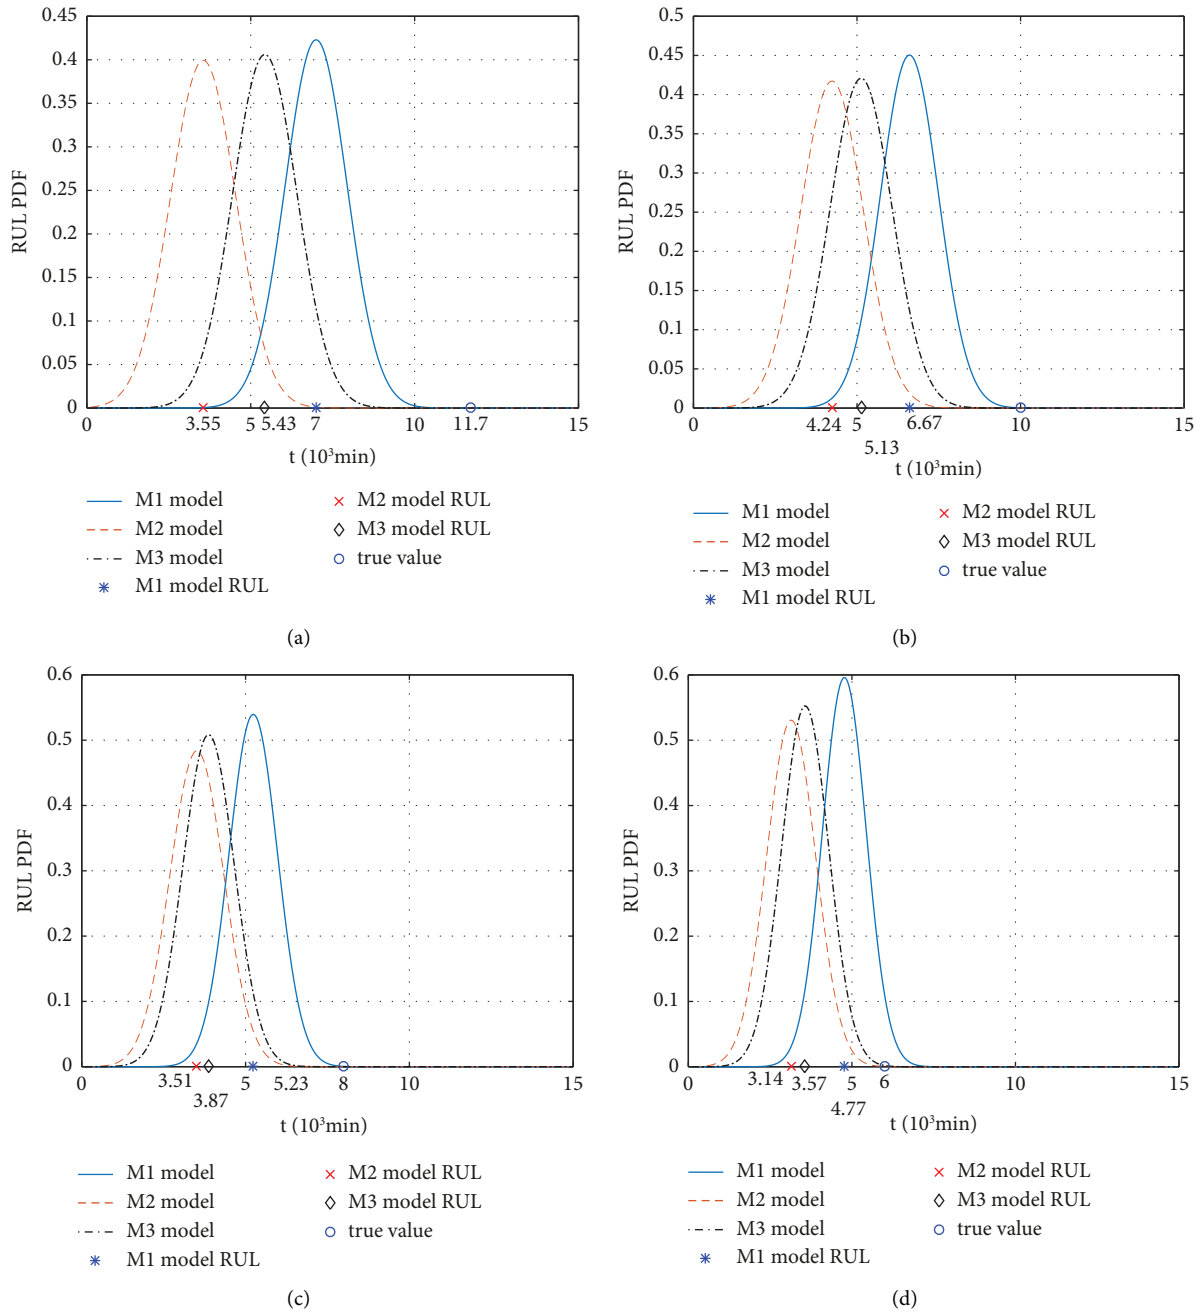 0.45
0.4
0.35
0.3
0.25
0.2
0.15
0.1
0.05
0
RUL PDF
0 3.55 5 5.43 7 10 11.7 15
t (10³min)
M1 model
M2 model
M3 model
M1 model RUL
M2 model RUL
M3 model RUL
true value
(a)
0.5
0.45
0.4
0.35
0.3
0.25
0.2
0.15
0.1
0.05
0
RUL PDF
0 4.24 5 6.67 10 15
5.13
t (10³min)
M1 model
M2 model
M3 model
M1 model RUL
M2 model RUL
M3 model RUL
true value
(b)
0.6
0.5
0.4
0.3
0.2
0.1
0
RUL PDF
0 3.51 5 5.23 8 10 15
3.87
t (10³min)
M1 model
M2 model
M3 model
M1 model RUL
M2 model RUL
M3 model RUL
true value
(c)
0.6
0.5
0.4
0.3
0.2
0.1
0
RUL PDF
0 3.14 3.57 5 6 10 15
4.77
t (10³min)
M1 model
M2 model
M3 model
M1 model RUL
M2 model RUL
M3 model RUL
true value
(d)